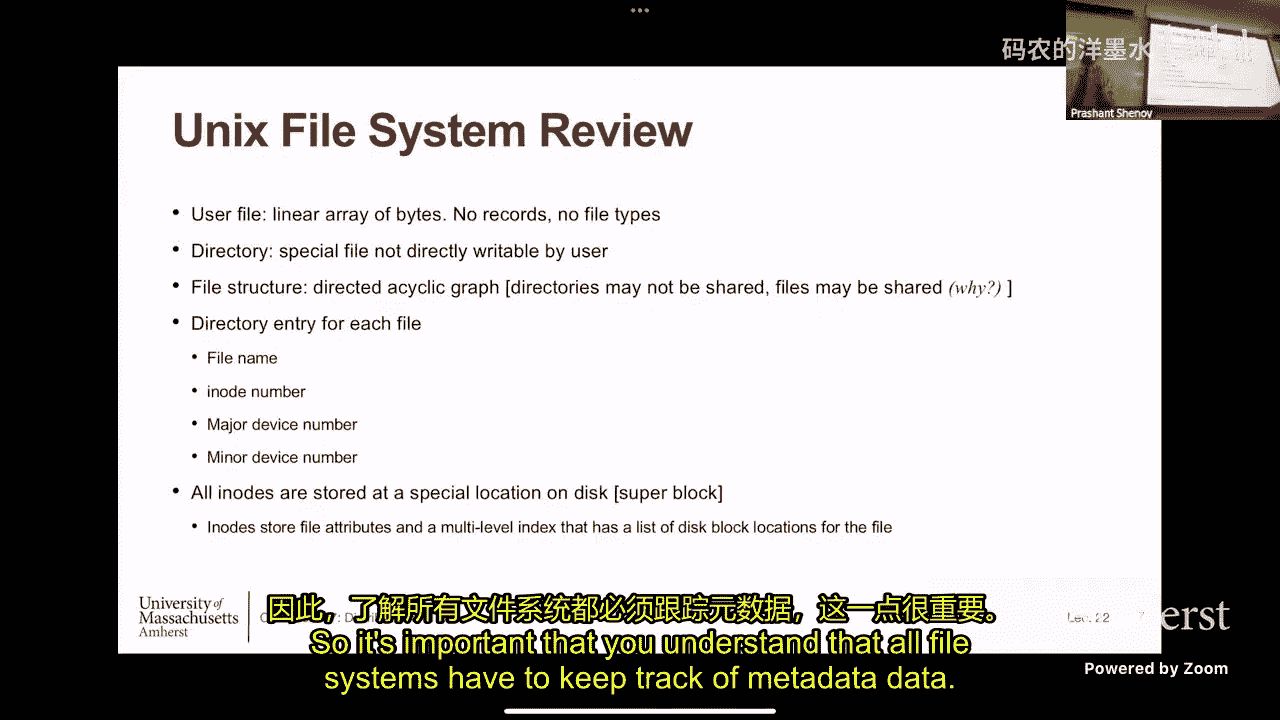 码农的洋墨水
Prashant Shenoy
Unix File System Review
• User file: linear array of bytes. No records, no file types
• Directory: special file not directly writable by user
• File structure: directed acyclic graph [directories may not be shared, files may be shared (why?) ]
• Directory entry for each file
• File name
• inode number
• Major device number
• Minor device number
• All inodes are stored at a special location on disk [super block]
• Inodes store file attributes and a multi-level index that has a list of disk block locations for the file
University of
Massachusetts
Amherst
Lec. 22
erst
因此，了解所有文件系统都必须跟踪元数据，这一点很重要。
So it's important that you understand that all file
systems have to keep track of metadata data.
Powered by Zoom